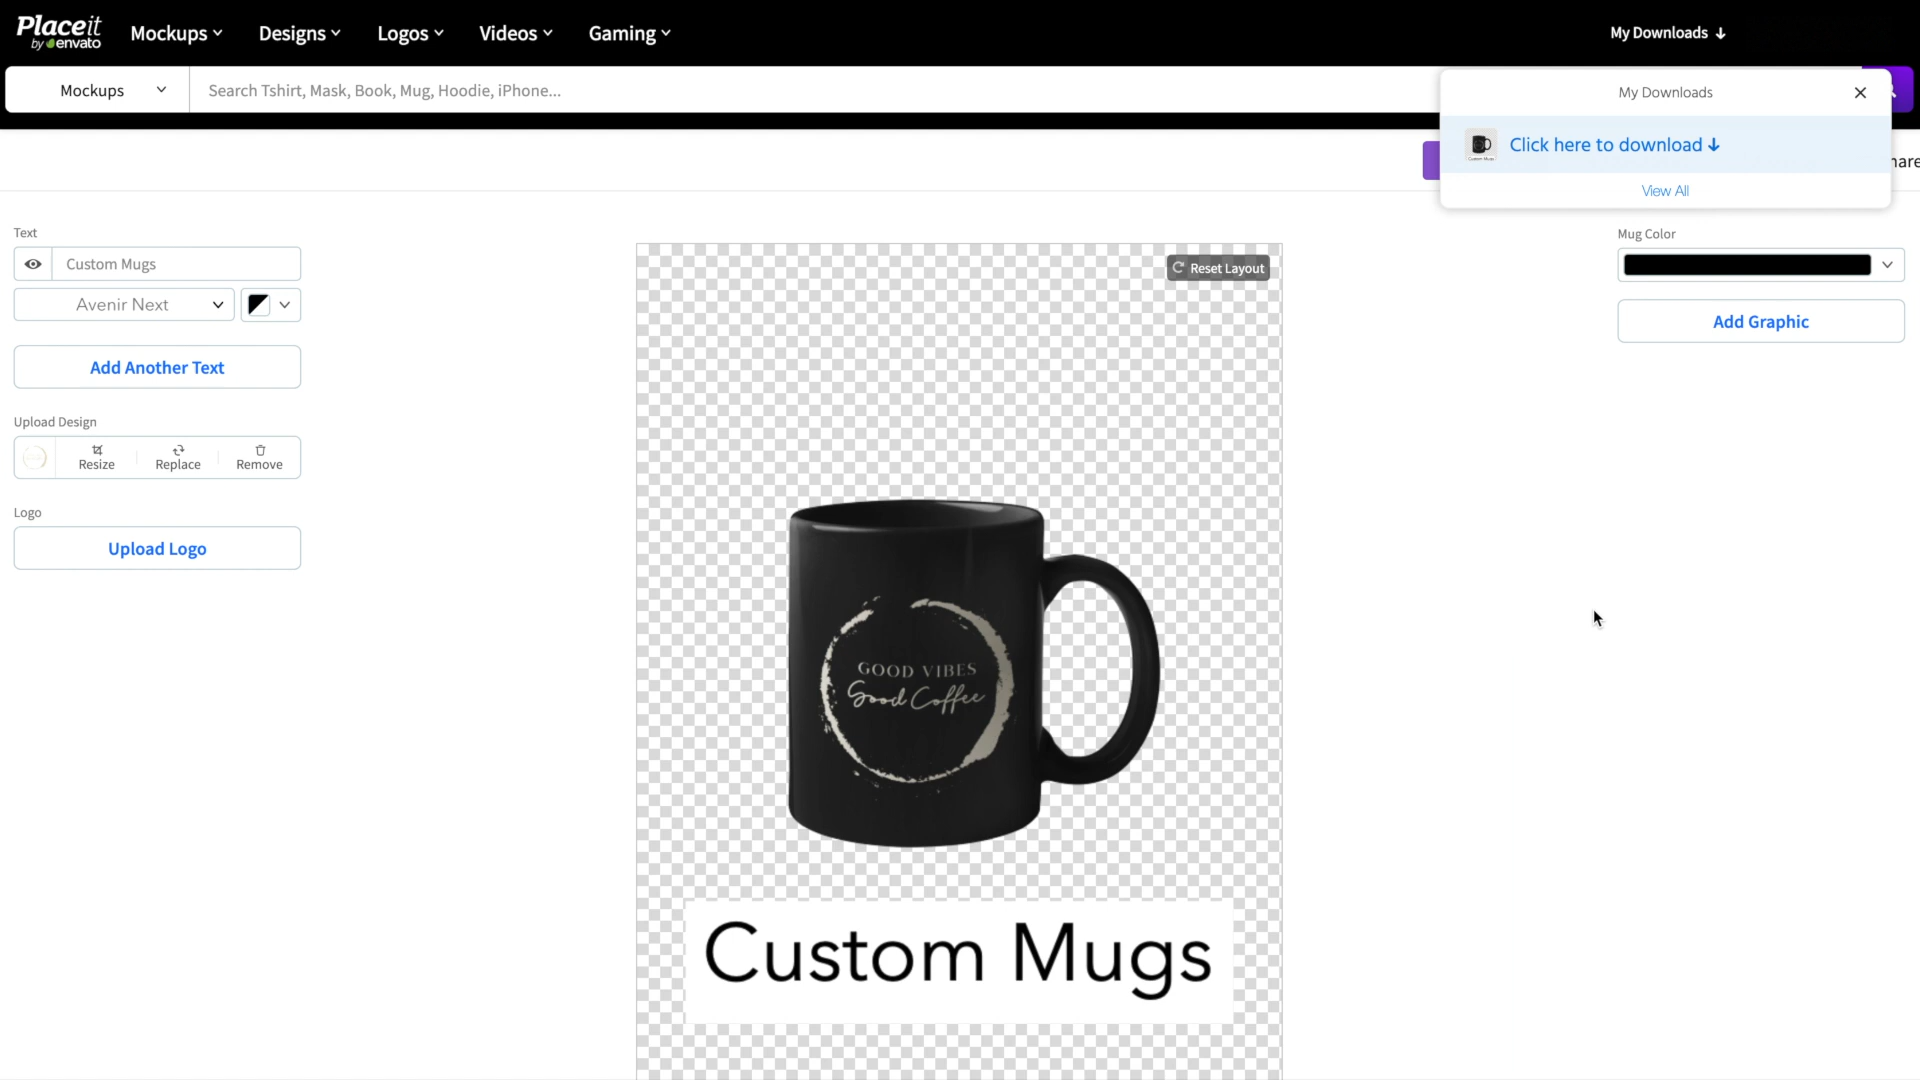 Placeit
by envato
Mockups
Designs
Logos
Videos
Gaming
My Downloads
Mockups
Search Tshirt, Mask, Book, Mug, Hoodie, iPhone...
My Downloads
Click here to download
View All
hare
Text
Custom Mugs
Avenir Next
Add Another Text
Upload Design
Resize
Replace
Remove
Logo
Upload Logo
Reset Layout
Mug Color
Add Graphic
GOOD VIBES
Good Coffee
Custom Mugs